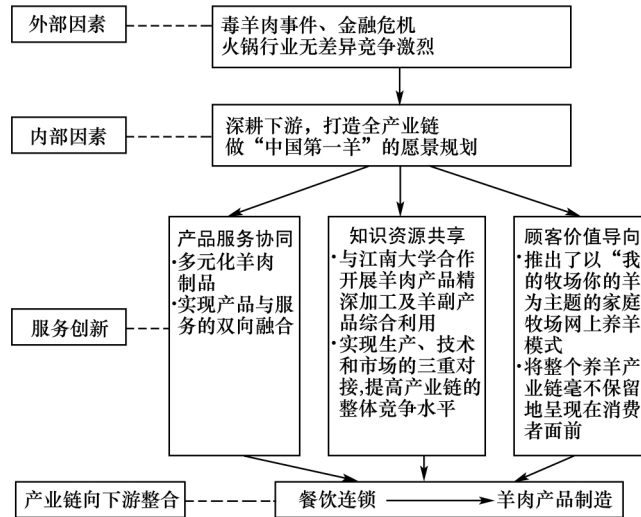 外部因素
毒羊肉事件、金融危机
火锅行业无差异竞争激烈
内部因素
深耕下游，打造全产业链
做“中国第一羊”的愿景规划
服务创新
产品服务协同
·多元化羊肉
制品
·实现产品与服
务的双向融合
知识资源共享
·与江南大学合作
开展羊肉产品精
深加工及羊副产
品综合利用
·实现生产、技术
和市场的三重对
接,提高产业链的
整体竞争水平
顾客价值导向
·推出了以“我
的牧场你的羊
为主题的家庭
牧场网上养羊
模式
·将整个养羊产
业链毫不保留
地呈现在消费
者面前
产业链向下游整合
餐饮连锁
羊肉产品制造